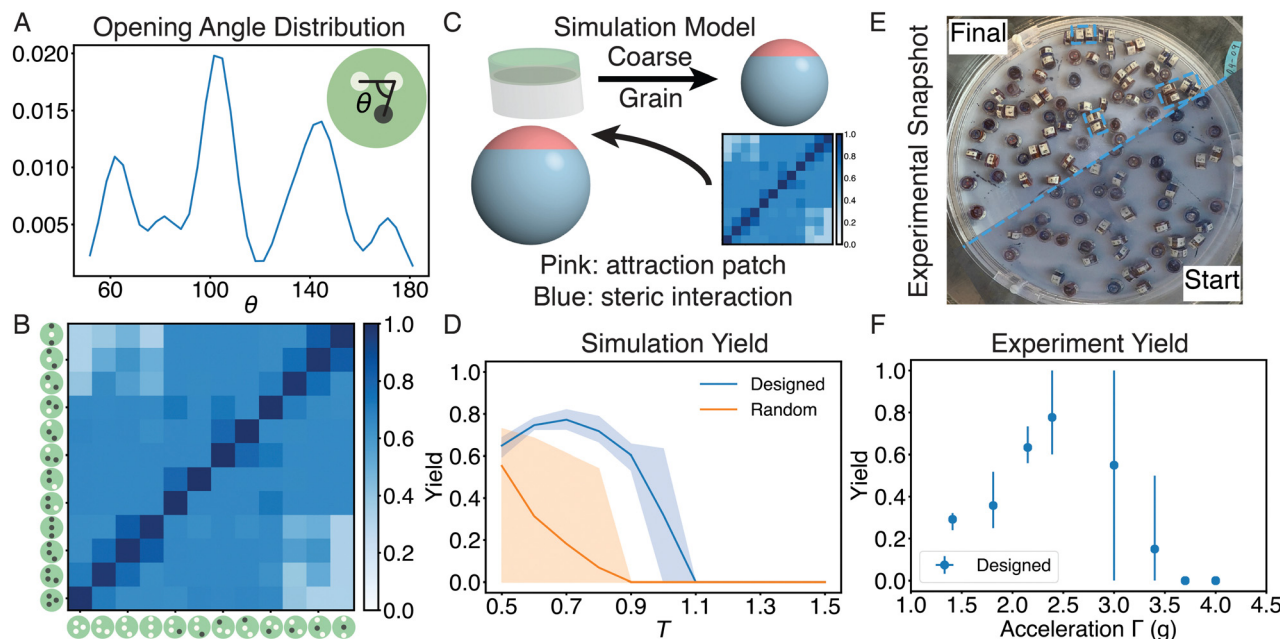 A
Opening Angle Distribution
0.020
0.015
0.010
0.005
60
100
140
180
θ
θ
B
1.0
0.8
0.6
0.4
0.2
0.0
C
Simulation Model
Coarse
Grain
1.0
0.8
0.6
0.4
0.2
0.0
Pink: attraction patch
Blue: steric interaction
D
Simulation Yield
Yield
1.0
0.8
0.6
0.4
0.2
0.0
Designed
Random
0.5
0.7
0.9
1.1
1.3
1.5
T
E
Experimental Snapshot
Final
Start
F
Experiment Yield
Yield
1.0
0.8
0.6
0.4
0.2
0.0
Designed
1.0
1.5
2.0
2.5
3.0
3.5
4.0
4.5
Acceleration Γ (g)